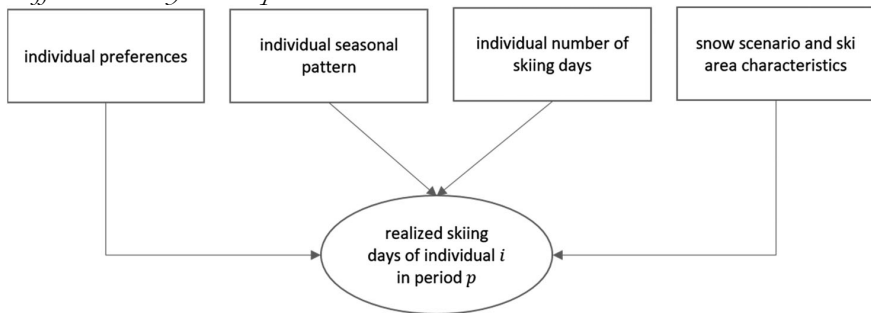 individual preferences
individual seasonal
pattern
individual number of
skiing days
snow scenario and ski
area characteristics
realized skiing
days of individual i
in period p